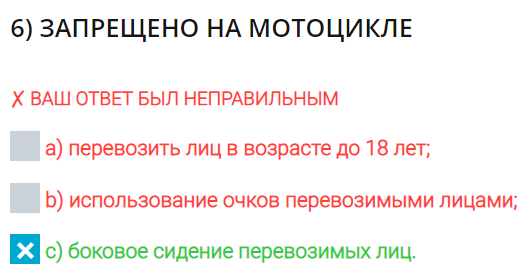 6) ЗАПРЕЩЕНО НА МОТОЦИКЛЕ
✗ ВАШ ОТВЕТ БЫЛ НЕПРАВИЛЬНЫМ
a) перевозить лиц в возрасте до 18 лет;
b) использование очков перевозимыми лицами;
c) боковое сидение перевозимых лиц.